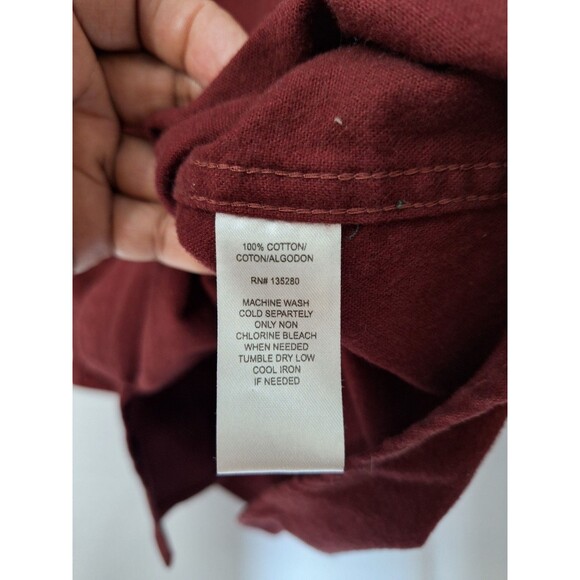 100% COTTON/
COTON/ALGODON
RN# 135280
MACHINE WASH
COLD SEPARTELY
ONLY NON
CHLORINE BLEACH
WHEN NEEDED
TUMBLE DRY LOW
COOL IRON
IF NEEDED